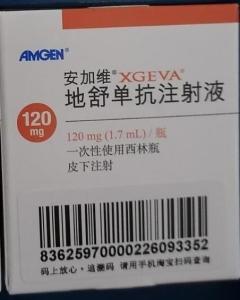 AMGEN®
安加维® XGEVA®
地舒单抗注射液
120 mg
120 mg (1.7 mL) / 瓶
一次性使用西林瓶
皮下注射
83625970000226093352
码上放心·追溯码 请用手机淘宝扫码查询